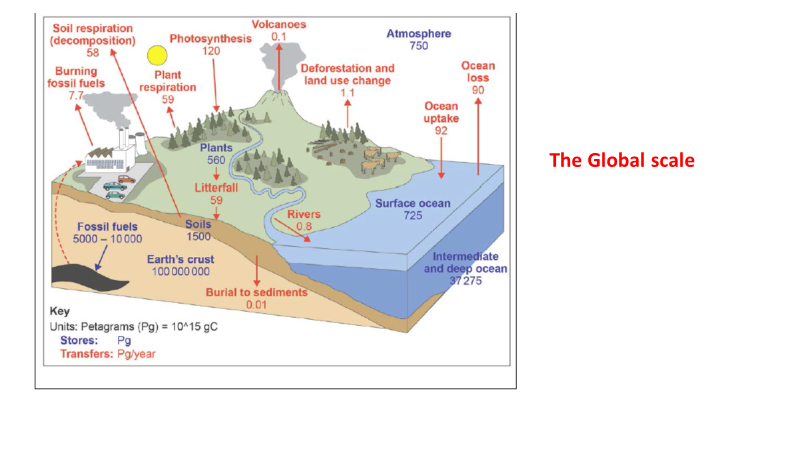 Soil respiration
(decomposition)
58
Photosynthesis
120
Volcanoes
0.1
Atmosphere
750
Burning
fossil fuels
7.7
Plant
respiration
59
Deforestation and
land use change
1.1
Ocean
loss
90
Ocean
uptake
92
Plants
560
Litterfall
59
Rivers
0.8
Surface ocean
725
Fossil fuels
5000 – 10 000
Soils
1500
Earth's crust
100 000 000
Intermediate
and deep ocean
37 275
Burial to sediments
0.01
Key
Units: Petagrams (Pg) = 10^15 gC
Stores: Pg
Transfers: Pg/year
The Global scale